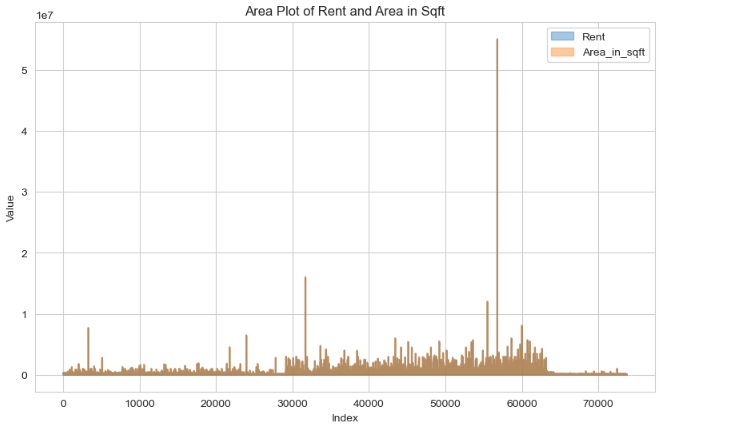 Area Plot of Rent and Area in Sqft
1e7
Rent
Area_in_sqft
5
4
3
2
1
0
Value
0 10000 20000 30000 40000 50000 60000 70000
Index